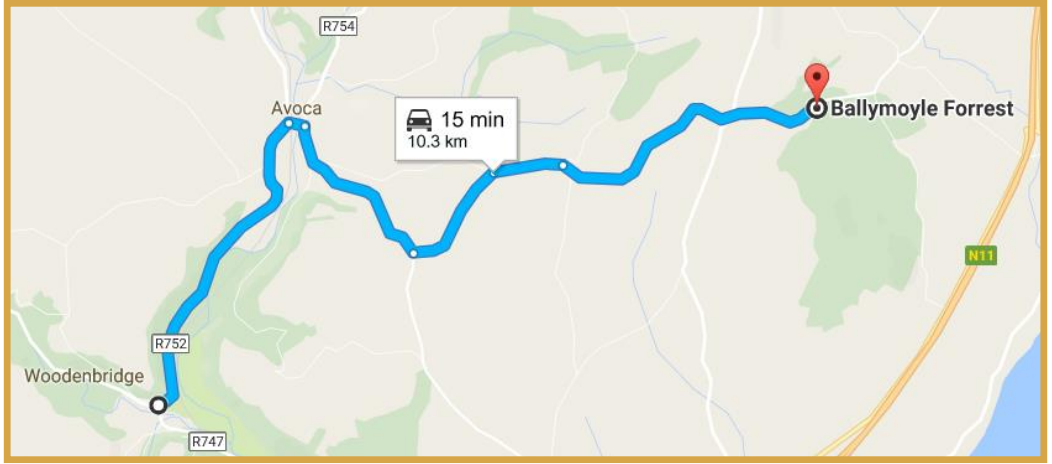 R754
Avoca
15 min
10.3 km
Ballymoyle Forrest
N11
R752
Woodenbridge
R747